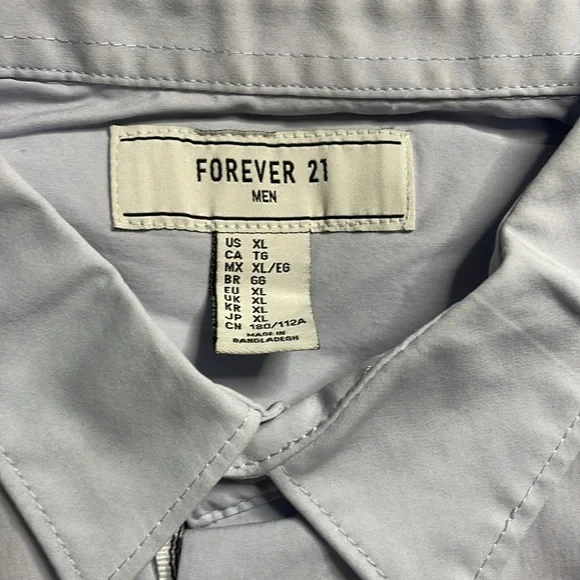 FOREVER 21
MEN
US XL
CA TG
MX XL/EG
BR GG
EU XL
UK XL
KR XL
JP XL
CN 180/112A
MADE IN
BANGLADESH